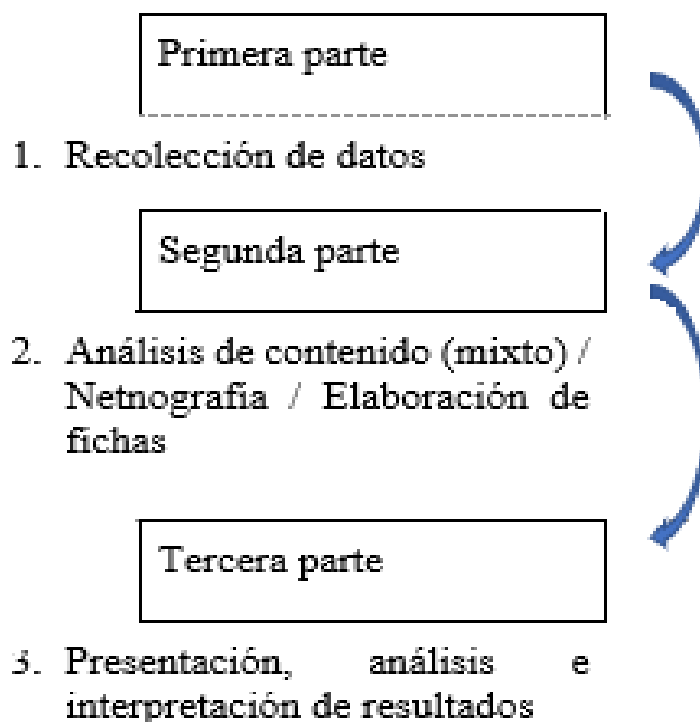 Primera parte
1. Recolección de datos
Segunda parte
2. Análisis de contenido (mixto) /
Netnografía / Elaboración de
fichas
Tercera parte
3. Presentación, análisis e
interpretación de resultados